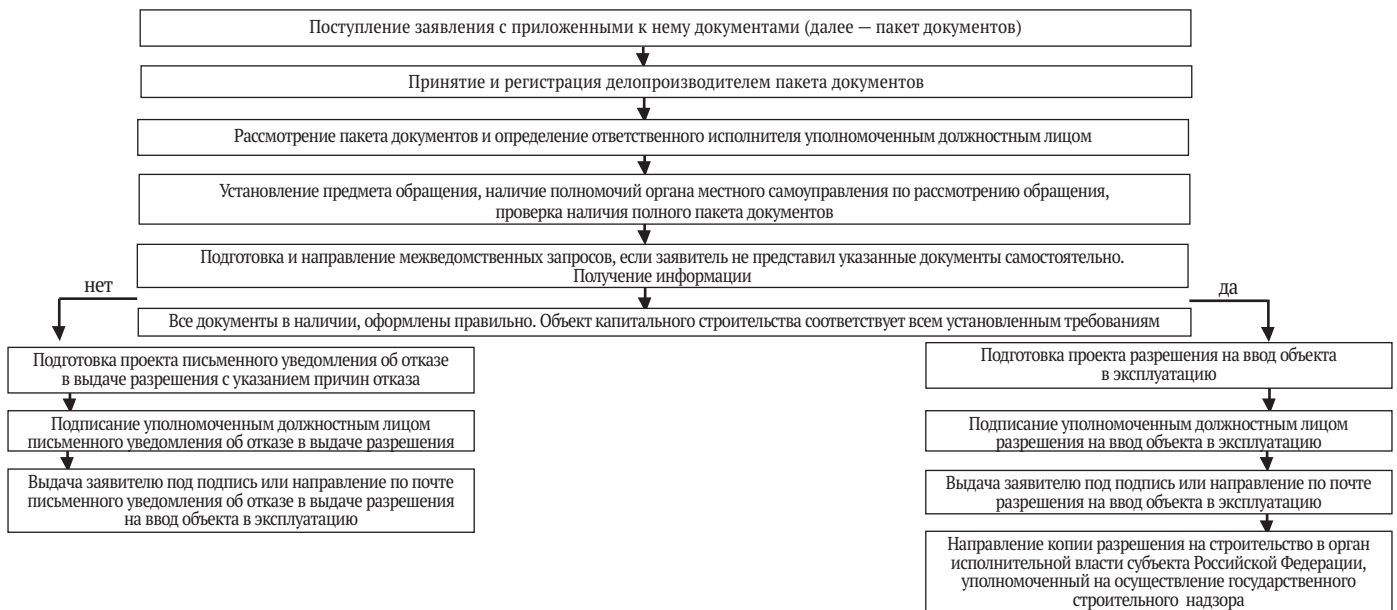 Поступление заявления с приложенными к нему документами (далее — пакет документов)
Принятие и регистрация делопроизводителем пакета документов
Рассмотрение пакета документов и определение ответственного исполнителя уполномоченным должностным лицом
Установление предмета обращения, наличие полномочий органа местного самоуправления по рассмотрению обращения,
проверка наличия полного пакета документов
Подготовка и направление межведомственных запросов, если заявитель не представил указанные документы самостоятельно.
Получение информации
нет
да
Все документы в наличии, оформлены правильно. Объект капитального строительства соответствует всем установленным требованиям
Подготовка проекта письменного уведомления об отказе
в выдаче разрешения с указанием причин отказа
Подписание уполномоченным должностным лицом
письменного уведомления об отказе в выдаче разрешения
Выдача заявителю под подпись или направление по почте
письменного уведомления об отказе в выдаче разрешения
на ввод объекта в эксплуатацию
Подготовка проекта разрешения на ввод объекта
в эксплуатацию
Подписание уполномоченным должностным лицом
разрешения на ввод объекта в эксплуатацию
Выдача заявителю под подпись или направление по почте
разрешения на ввод объекта в эксплуатацию
Направление копии разрешения на строительство в орган
исполнительной власти субъекта Российской Федерации,
уполномоченный на осуществление государственного
строительного надзора